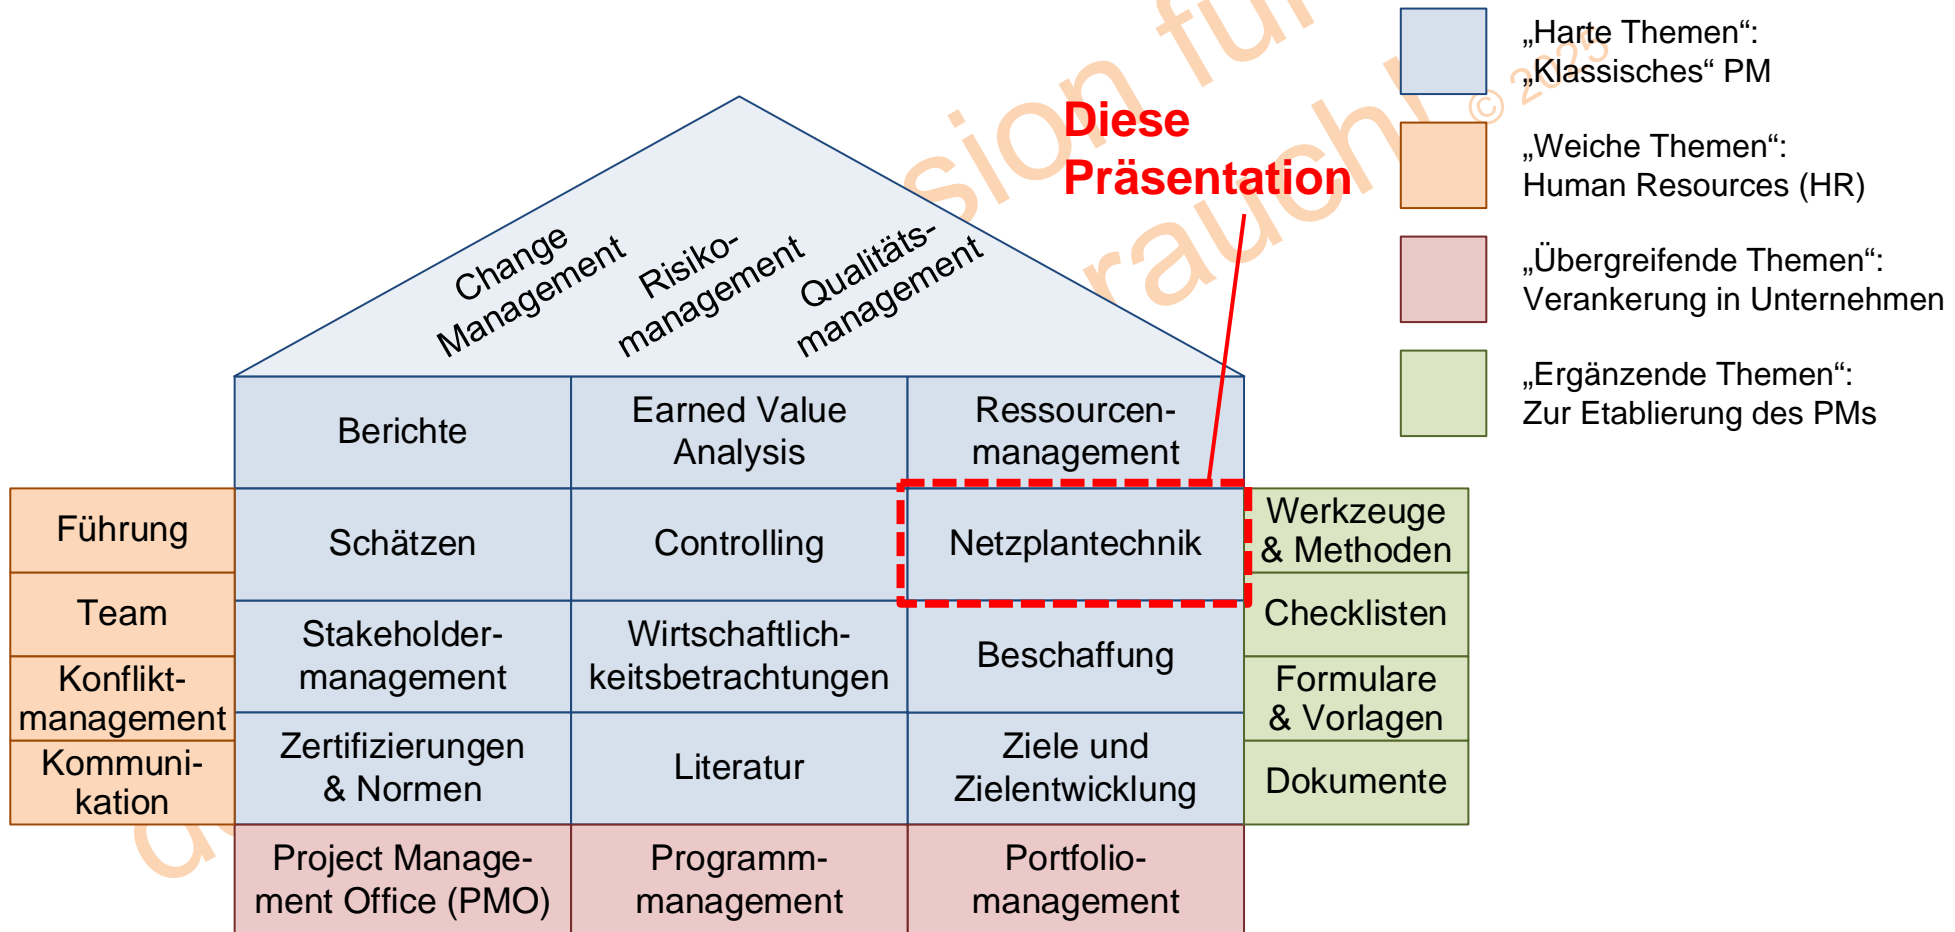 „Harte Themen“:
„Klassisches“ PM
„Weiche Themen“:
Human Resources (HR)
„Übergreifende Themen“:
Verankerung in Unternehmen
„Ergänzende Themen“:
Zur Etablierung des PMs
© 2025
Diese
Präsentation
Change
Management
Risiko-
management
Qualitäts-
management
Berichte
Earned Value
Analysis
Ressourcen-
management
Führung
Team
Konflikt-
management
Kommuni-
kation
Schätzen
Controlling
Netzplantechnik
Stakeholder-
management
Wirtschaftlich-
keitsbetrachtungen
Beschaffung
Zertifizierungen
& Normen
Literatur
Ziele und
Zielentwicklung
Werkzeuge
& Methoden
Checklisten
Formulare
& Vorlagen
Dokumente
Project Manage-
ment Office (PMO)
Programm-
management
Portfolio-
management